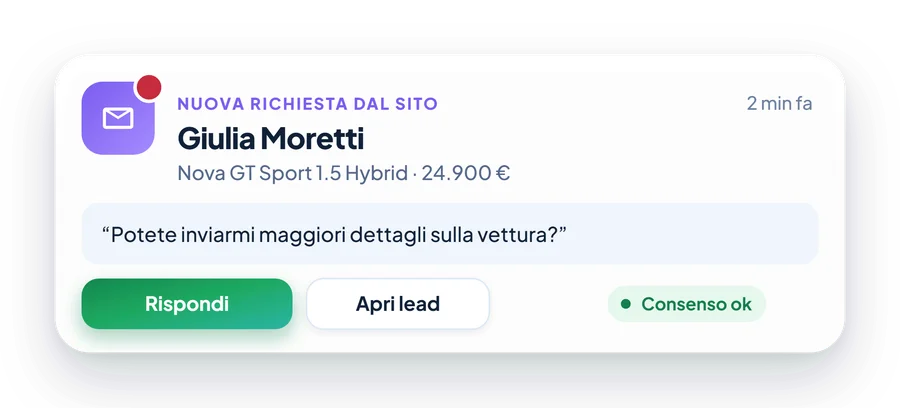 NUOVA RICHIESTA DAL SITO
2 min fa
Giulia Moretti
Nova GT Sport 1.5 Hybrid · 24.900 €
“Potete inviarmi maggiori dettagli sulla vettura?”
Rispondi
Apri lead
Consenso ok